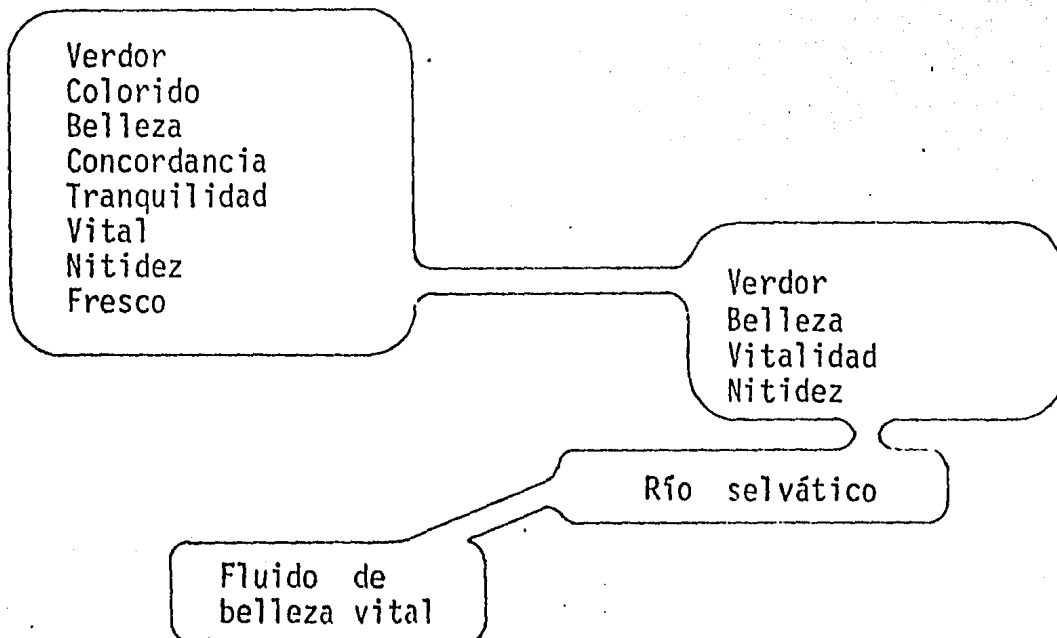 Verdor
Colorido
Belleza
Concordancia
Tranquilidad
Vital
Nitidez
Fresco
Verdor
Belleza
Vitalidad
Nitidez
Río selvático
Fluido de
belleza vital